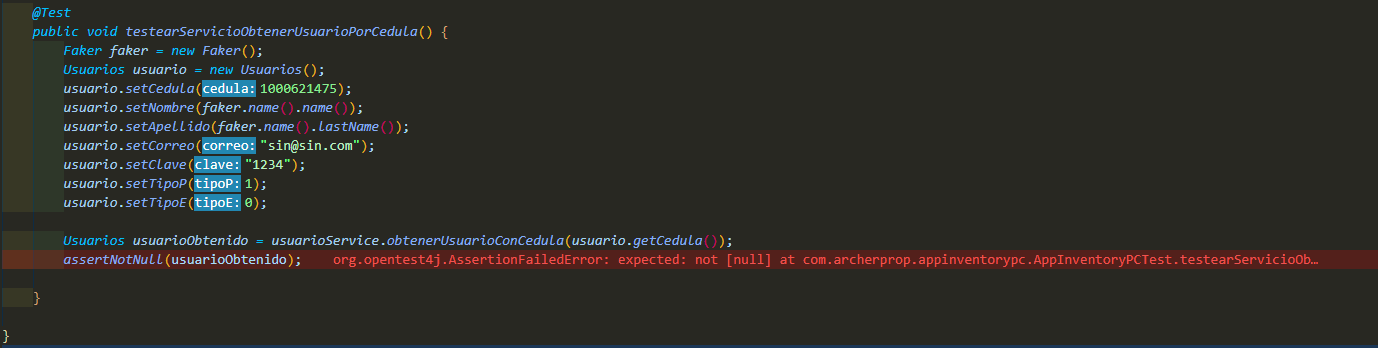 @Test
public void testearServicioObtenerUsuarioPorCedula() {
Faker faker = new Faker();
Usuarios usuario = new Usuarios();
usuario.setCedula(cedula: 1000621475);
usuario.setNombre(faker.name().name());
usuario.setApellido(faker.name().lastName());
usuario.setCorreo(correo: "sin@sin.com");
usuario.setClave(clave: "1234");
usuario.setTipoP(tipoP: 1);
usuario.setTipoE(tipoE: 0);
Usuarios usuarioObtenido = usuarioService.obtenerUsuarioConCedula(usuario.getCedula());
assertNotNull(usuarioObtenido); org.opentest4j.AssertionFailedError: expected: not [null] at com.archerprop.appinventorypc.AppInventoryPCTest.testearServicioOb…
}
}